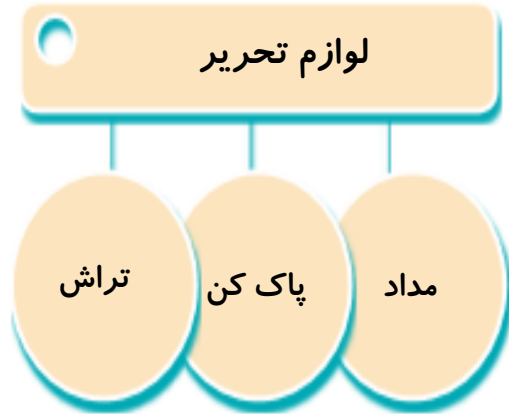 لوازم تحریر
مداد
پاک کن
تراش